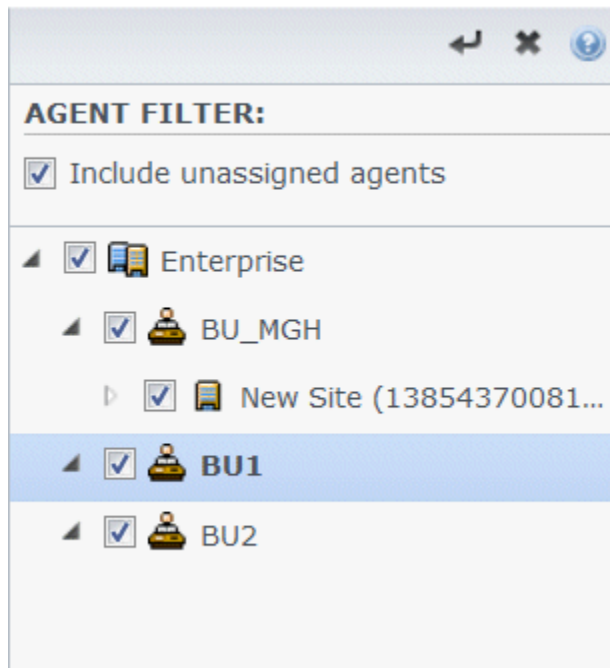 AGENT FILTER:
Include unassigned agents
Enterprise
BU_MGH
New Site (13854370081...
BU1
BU2